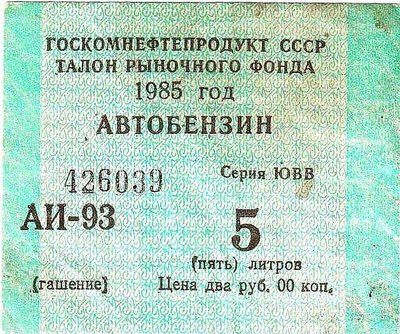 ГОСКОМНЕФТЕПРОДУКТ СССР
ТАЛОН РЫНОЧНОГО ФОНДА
1985 год
АВТОБЕНЗИН
426039 Серия ЮВВ
АИ-93 5
(пять) литров
(гашение) Цена два руб. 00 коп.